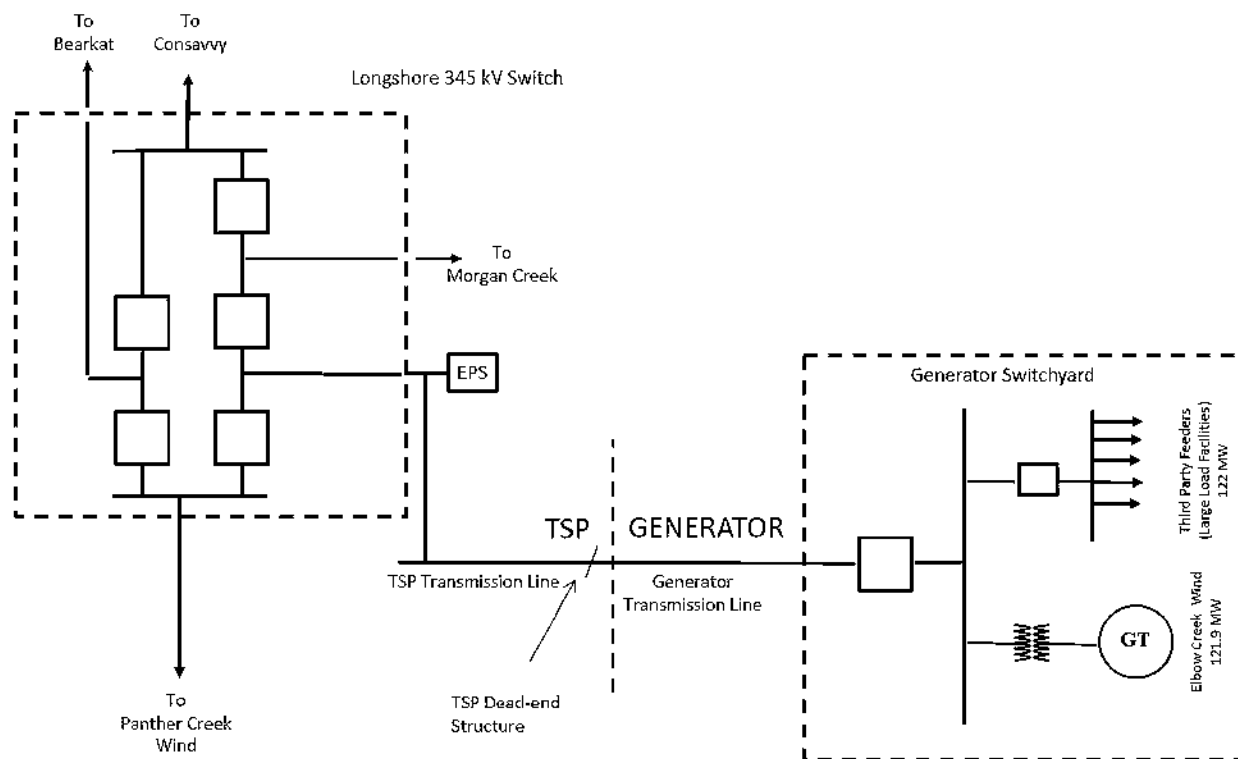 To
Bearkat
To
Consavvy
Longshore 345 kV Switch
To
Morgan Creek
EPS
Generator Switchyard
Third Party Feeders
(Large Load Facilities)
122 MW
TSP
GENERATOR
TSP Transmission Line
Generator
Transmission Line
GT
Elbow Creek Wind
121.9 MW
TSP Dead-end
Structure
To
Panther Creek
Wind